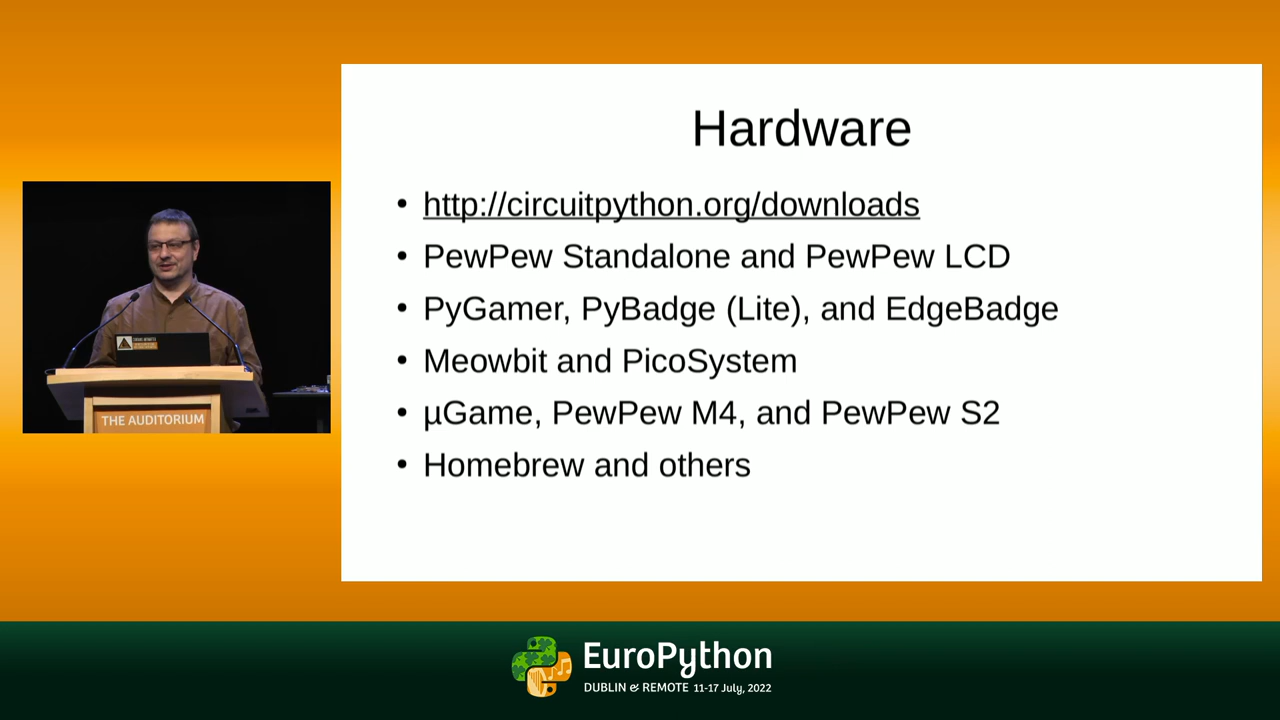 Hardware
http://circuitpython.org/downloads
PewPew Standalone and PewPew LCD
PyGamer, PyBadge (Lite), and EdgeBadge
Meowbit and PicoSystem
µGame, PewPew M4, and PewPew S2
Homebrew and others
THE AUDITORIUM
EuroPython
DUBLIN & REMOTE 11-17 July, 2022